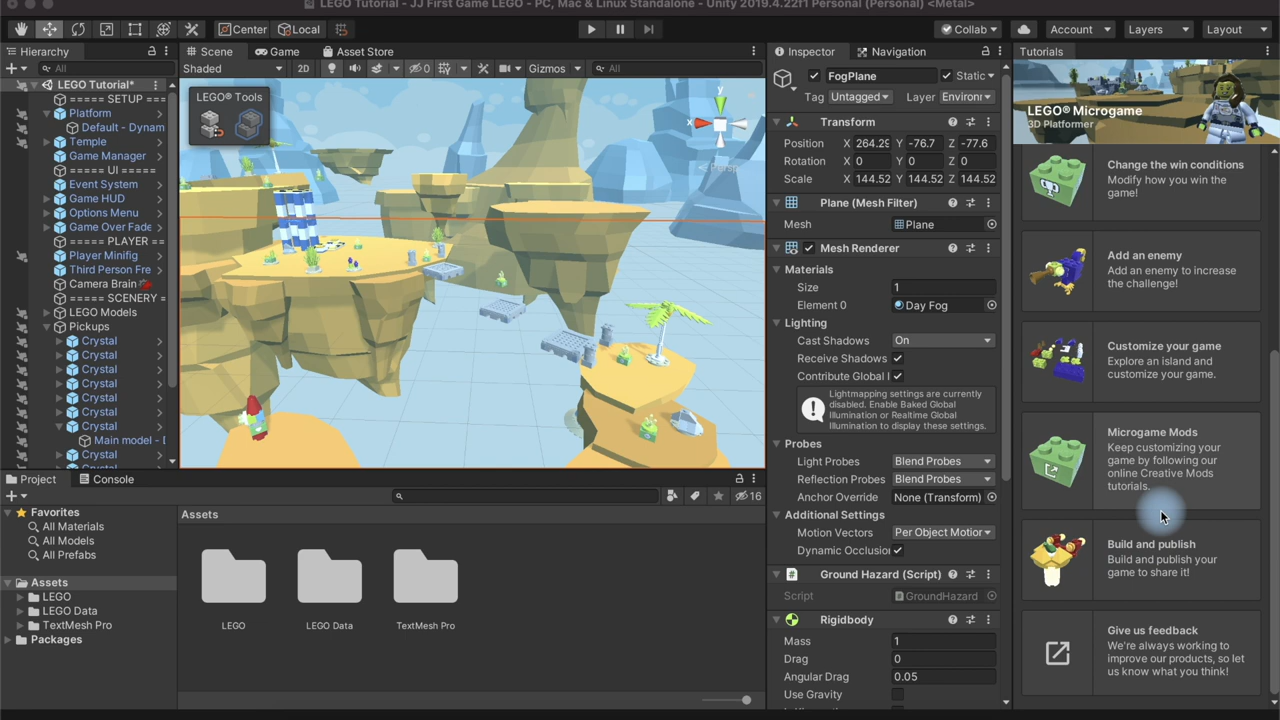 LEGO Tutorial - JJ First Game LEGO - PC, Mac & Linux Standalone - Unity 2019.4.22f1 Personal (Personal) <Metal>
Center
Local
Collab
Account
Layers
Layout
Hierarchy
All
LEGO Tutorial*
===== SETUP ===
Platform
Default - Dynam
Temple
Game Manager
===== UI =====
Event System
Game HUD
Options Menu
Game Over Fade
===== PLAYER ==
Player Minifig
Third Person Fre
Camera Brain
===== SCENERY =
LEGO Models
Pickups
Crystal
Crystal
Crystal
Crystal
Crystal
Crystal
Crystal
Main model - [
Crystal
Scene
Game
Asset Store
Shaded
2D
0
Gizmos
All
LEGO® Tools
y
x
< Persp
Inspector
Navigation
FogPlane
Static
Tag Untagged Layer Environr
Transform
Position X 264.29 Y -76.7 Z -77.6
Rotation X 0 Y 0 Z 0
Scale X 144.52 Y 144.52 Z 144.52
Plane (Mesh Filter)
Mesh Plane
Mesh Renderer
Materials
Size 1
Element 0 Day Fog
Lighting
Cast Shadows On
Receive Shadows
Contribute Global I
Lightmapping settings are currently
disabled. Enable Baked Global
Illumination or Realtime Global
Illumination to display these settings.
Probes
Light Probes Blend Probes
Reflection Probes Blend Probes
Anchor Override None (Transform)
Additional Settings
Motion Vectors Per Object Motior
Dynamic Occlusion
Ground Hazard (Script)
Script GroundHazard
Rigidbody
Mass 1
Drag 0
Angular Drag 0.05
Use Gravity
Tutorials
LEGO® Microgame
3D Platformer
Change the win conditions
Modify how you win the
game!
Add an enemy
Add an enemy to increase
the challenge!
Customize your game
Explore an island and
customize your game.
Microgame Mods
Keep customizing your
game by following our
online Creative Mods
tutorials.
Build and publish
Build and publish your
game to share it!
Give us feedback
We're always working to
improve our products, so let
us know what you think!
Project
Console
16
Favorites
All Materials
All Models
All Prefabs
Assets
LEGO
LEGO Data
TextMesh Pro
Packages
Assets
LEGO
LEGO Data
TextMesh Pro